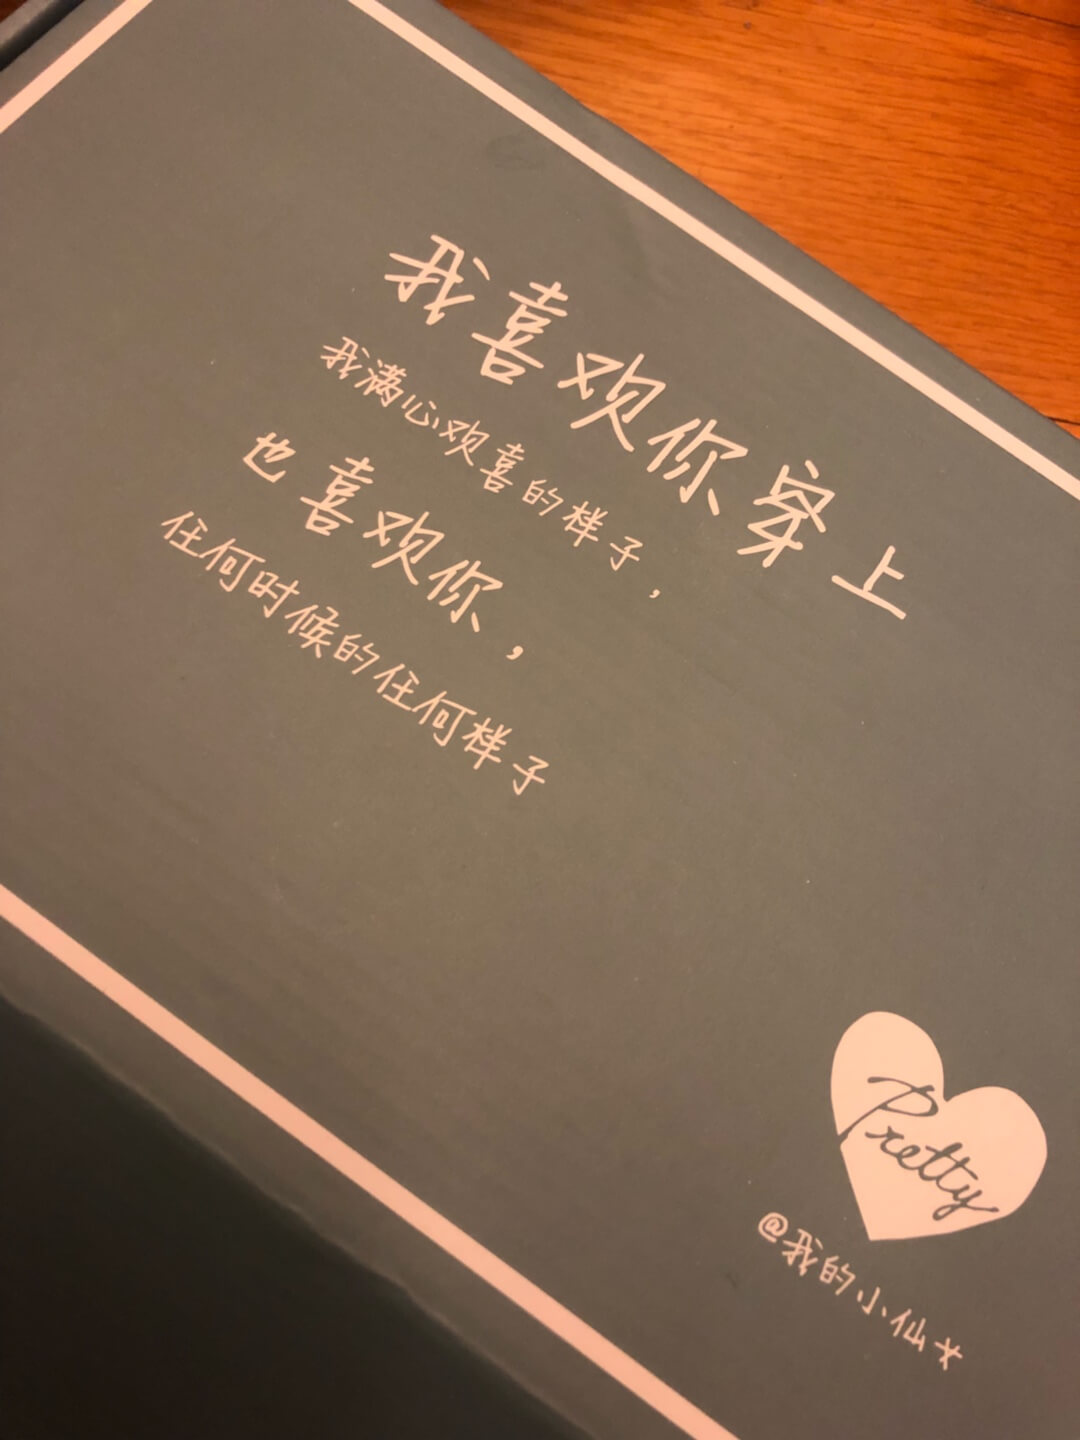 我喜欢你穿上
我满心欢喜的样子，
也喜欢你，
任何时候的任何样子
Pretty
@我的小仙女